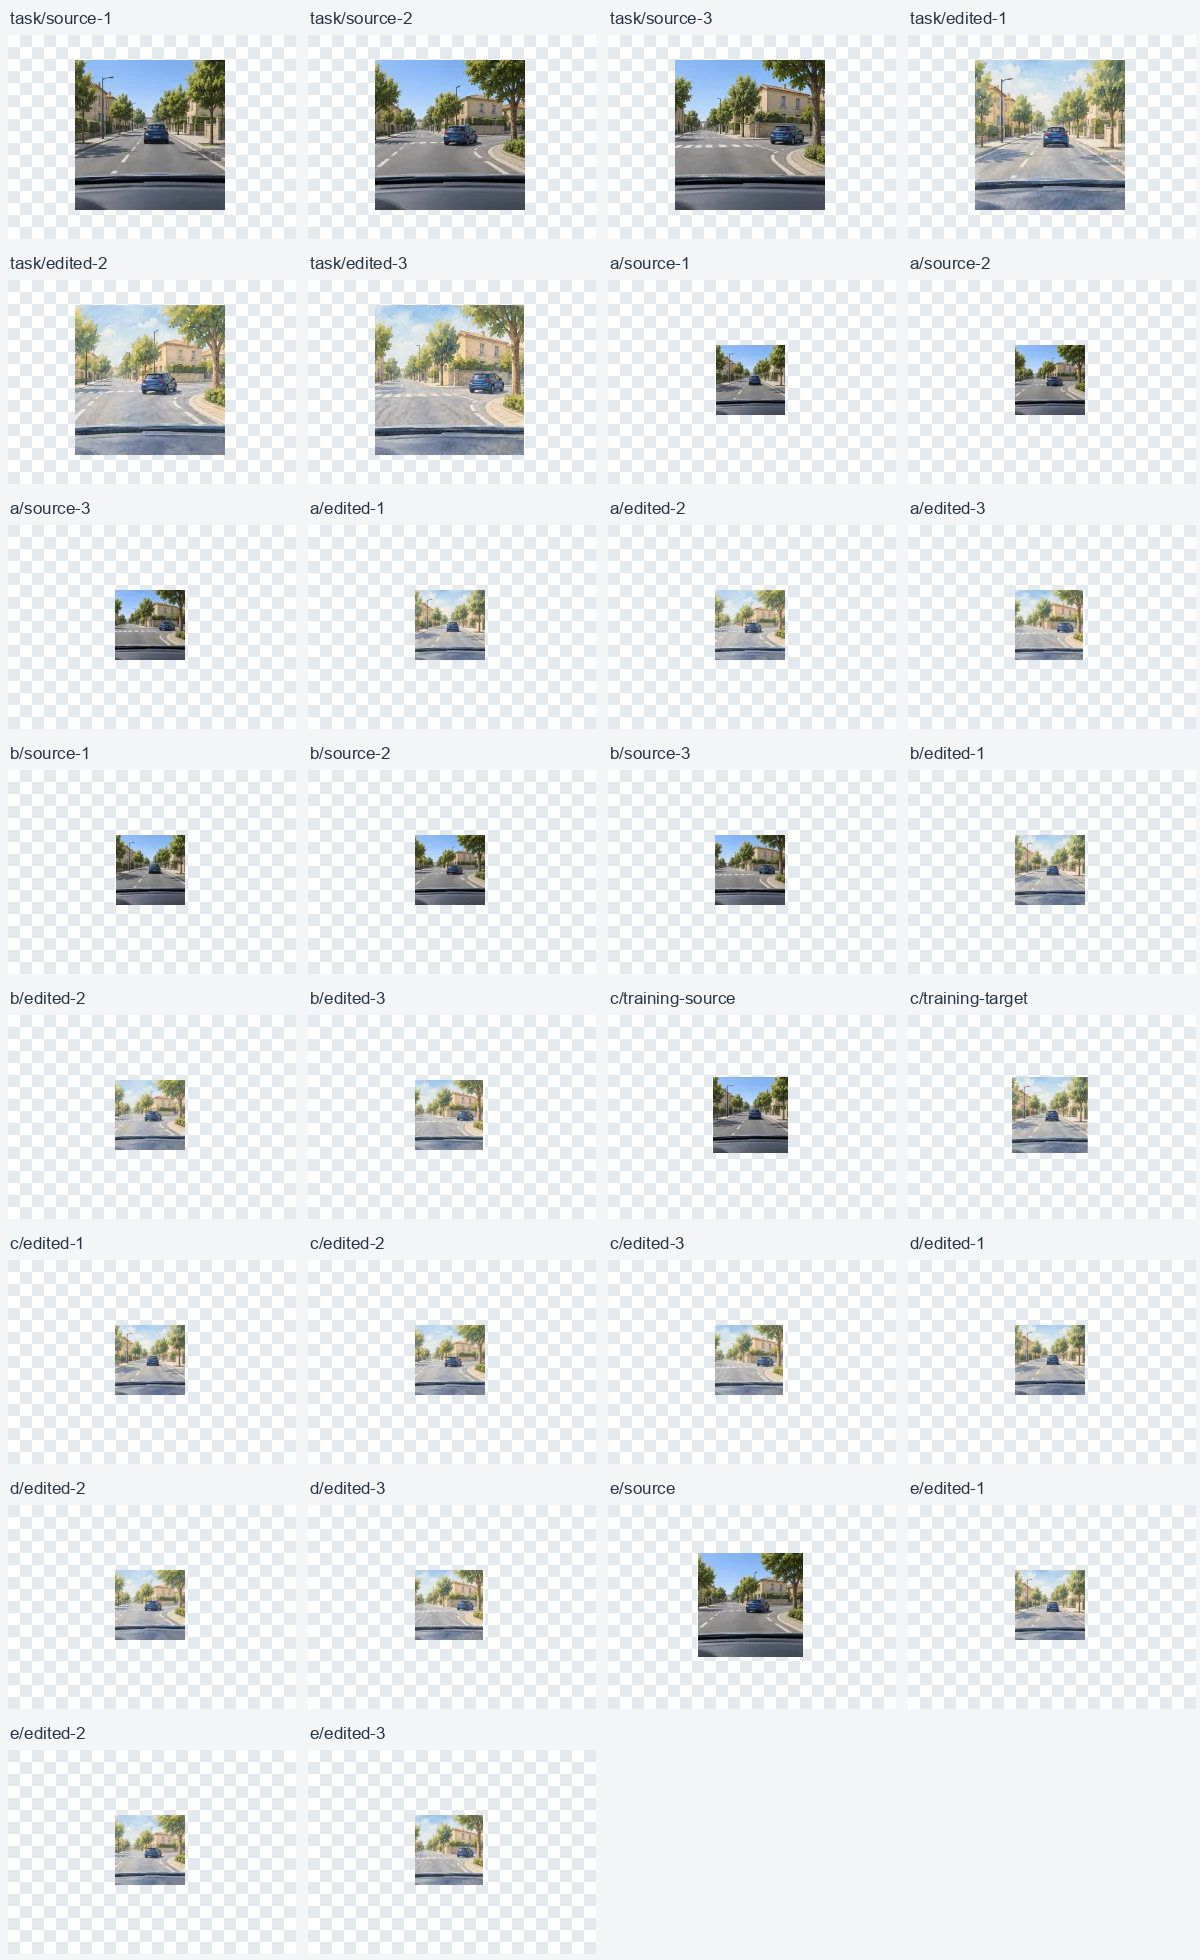 task/source-1
task/source-2
task/source-3
task/edited-1
task/edited-2
task/edited-3
a/source-1
a/source-2
a/source-3
a/edited-1
a/edited-2
a/edited-3
b/source-1
b/source-2
b/source-3
b/edited-1
b/edited-2
b/edited-3
c/training-source
c/training-target
c/edited-1
c/edited-2
c/edited-3
d/edited-1
d/edited-2
d/edited-3
e/source
e/edited-1
e/edited-2
e/edited-3